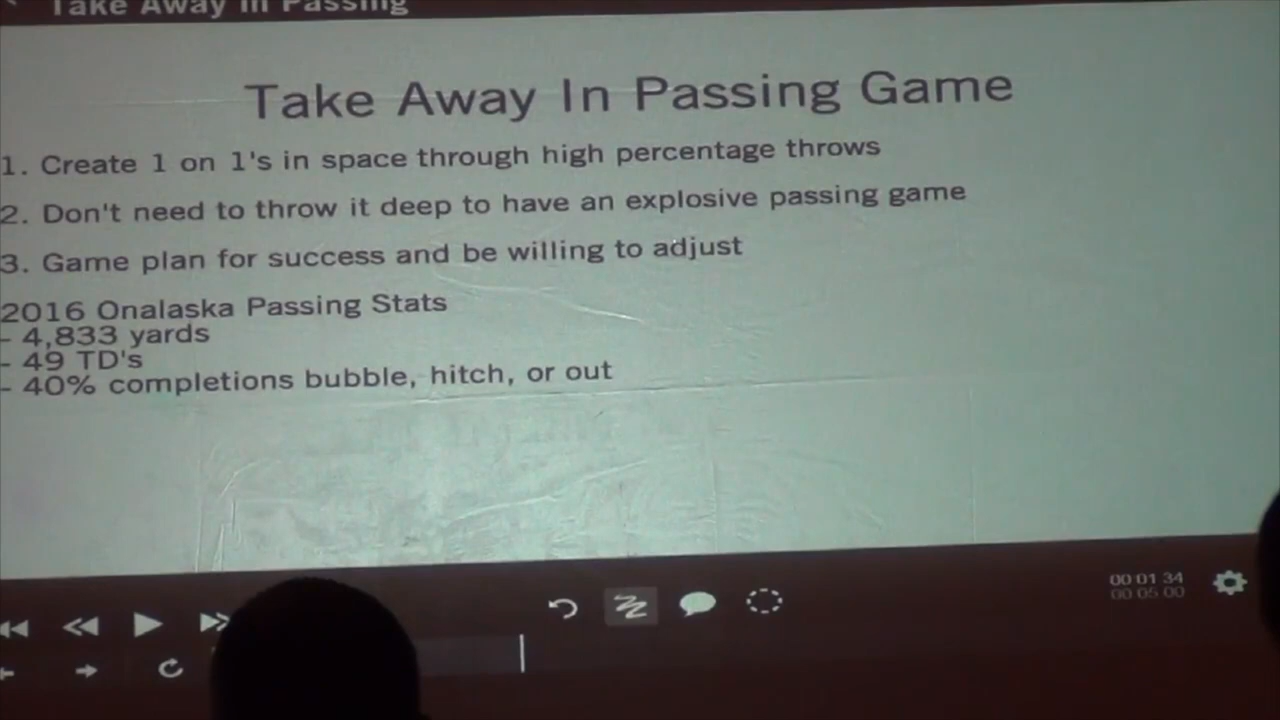 Take Away In Passing
Take Away In Passing Game
1. Create 1 on 1's in space through high percentage throws
2. Don't need to throw it deep to have an explosive passing game
3. Game plan for success and be willing to adjust
2016 Onalaska Passing Stats
- 4,833 yards
- 49 TD's
- 40% completions bubble, hitch, or out
00 01 34
00 05 00